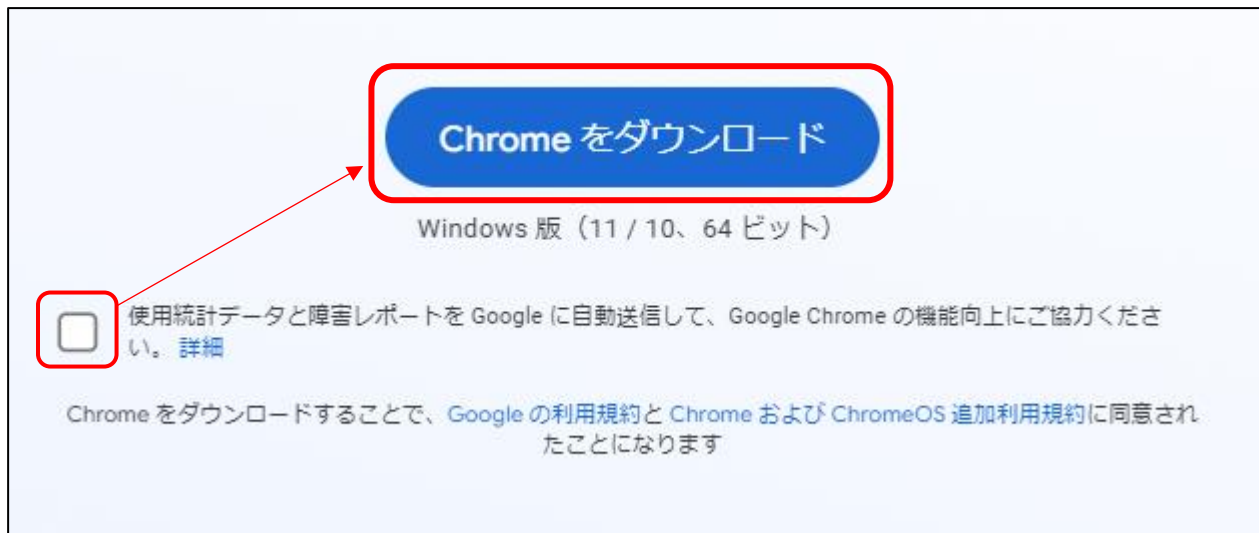 Chrome をダウンロード
Windows 版（11 / 10、64 ビット）
使用統計データと障害レポートを Google に自動送信して、Google Chrome の機能向上にご協力くださ
い。 詳細
Chrome をダウンロードすることで、Google の利用規約と Chrome および ChromeOS 追加利用規約に同意され
たことになります